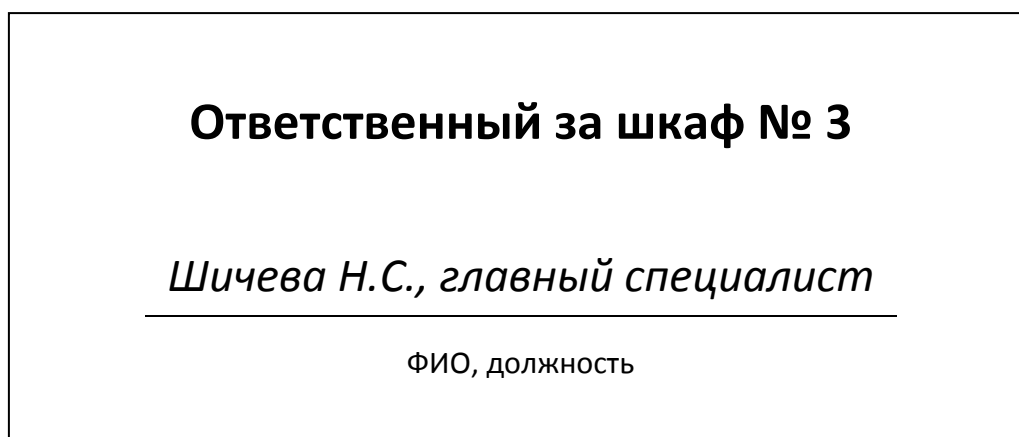 Ответственный за шкаф № 3
Шичева Н.С., главный специалист
ФИО, должность